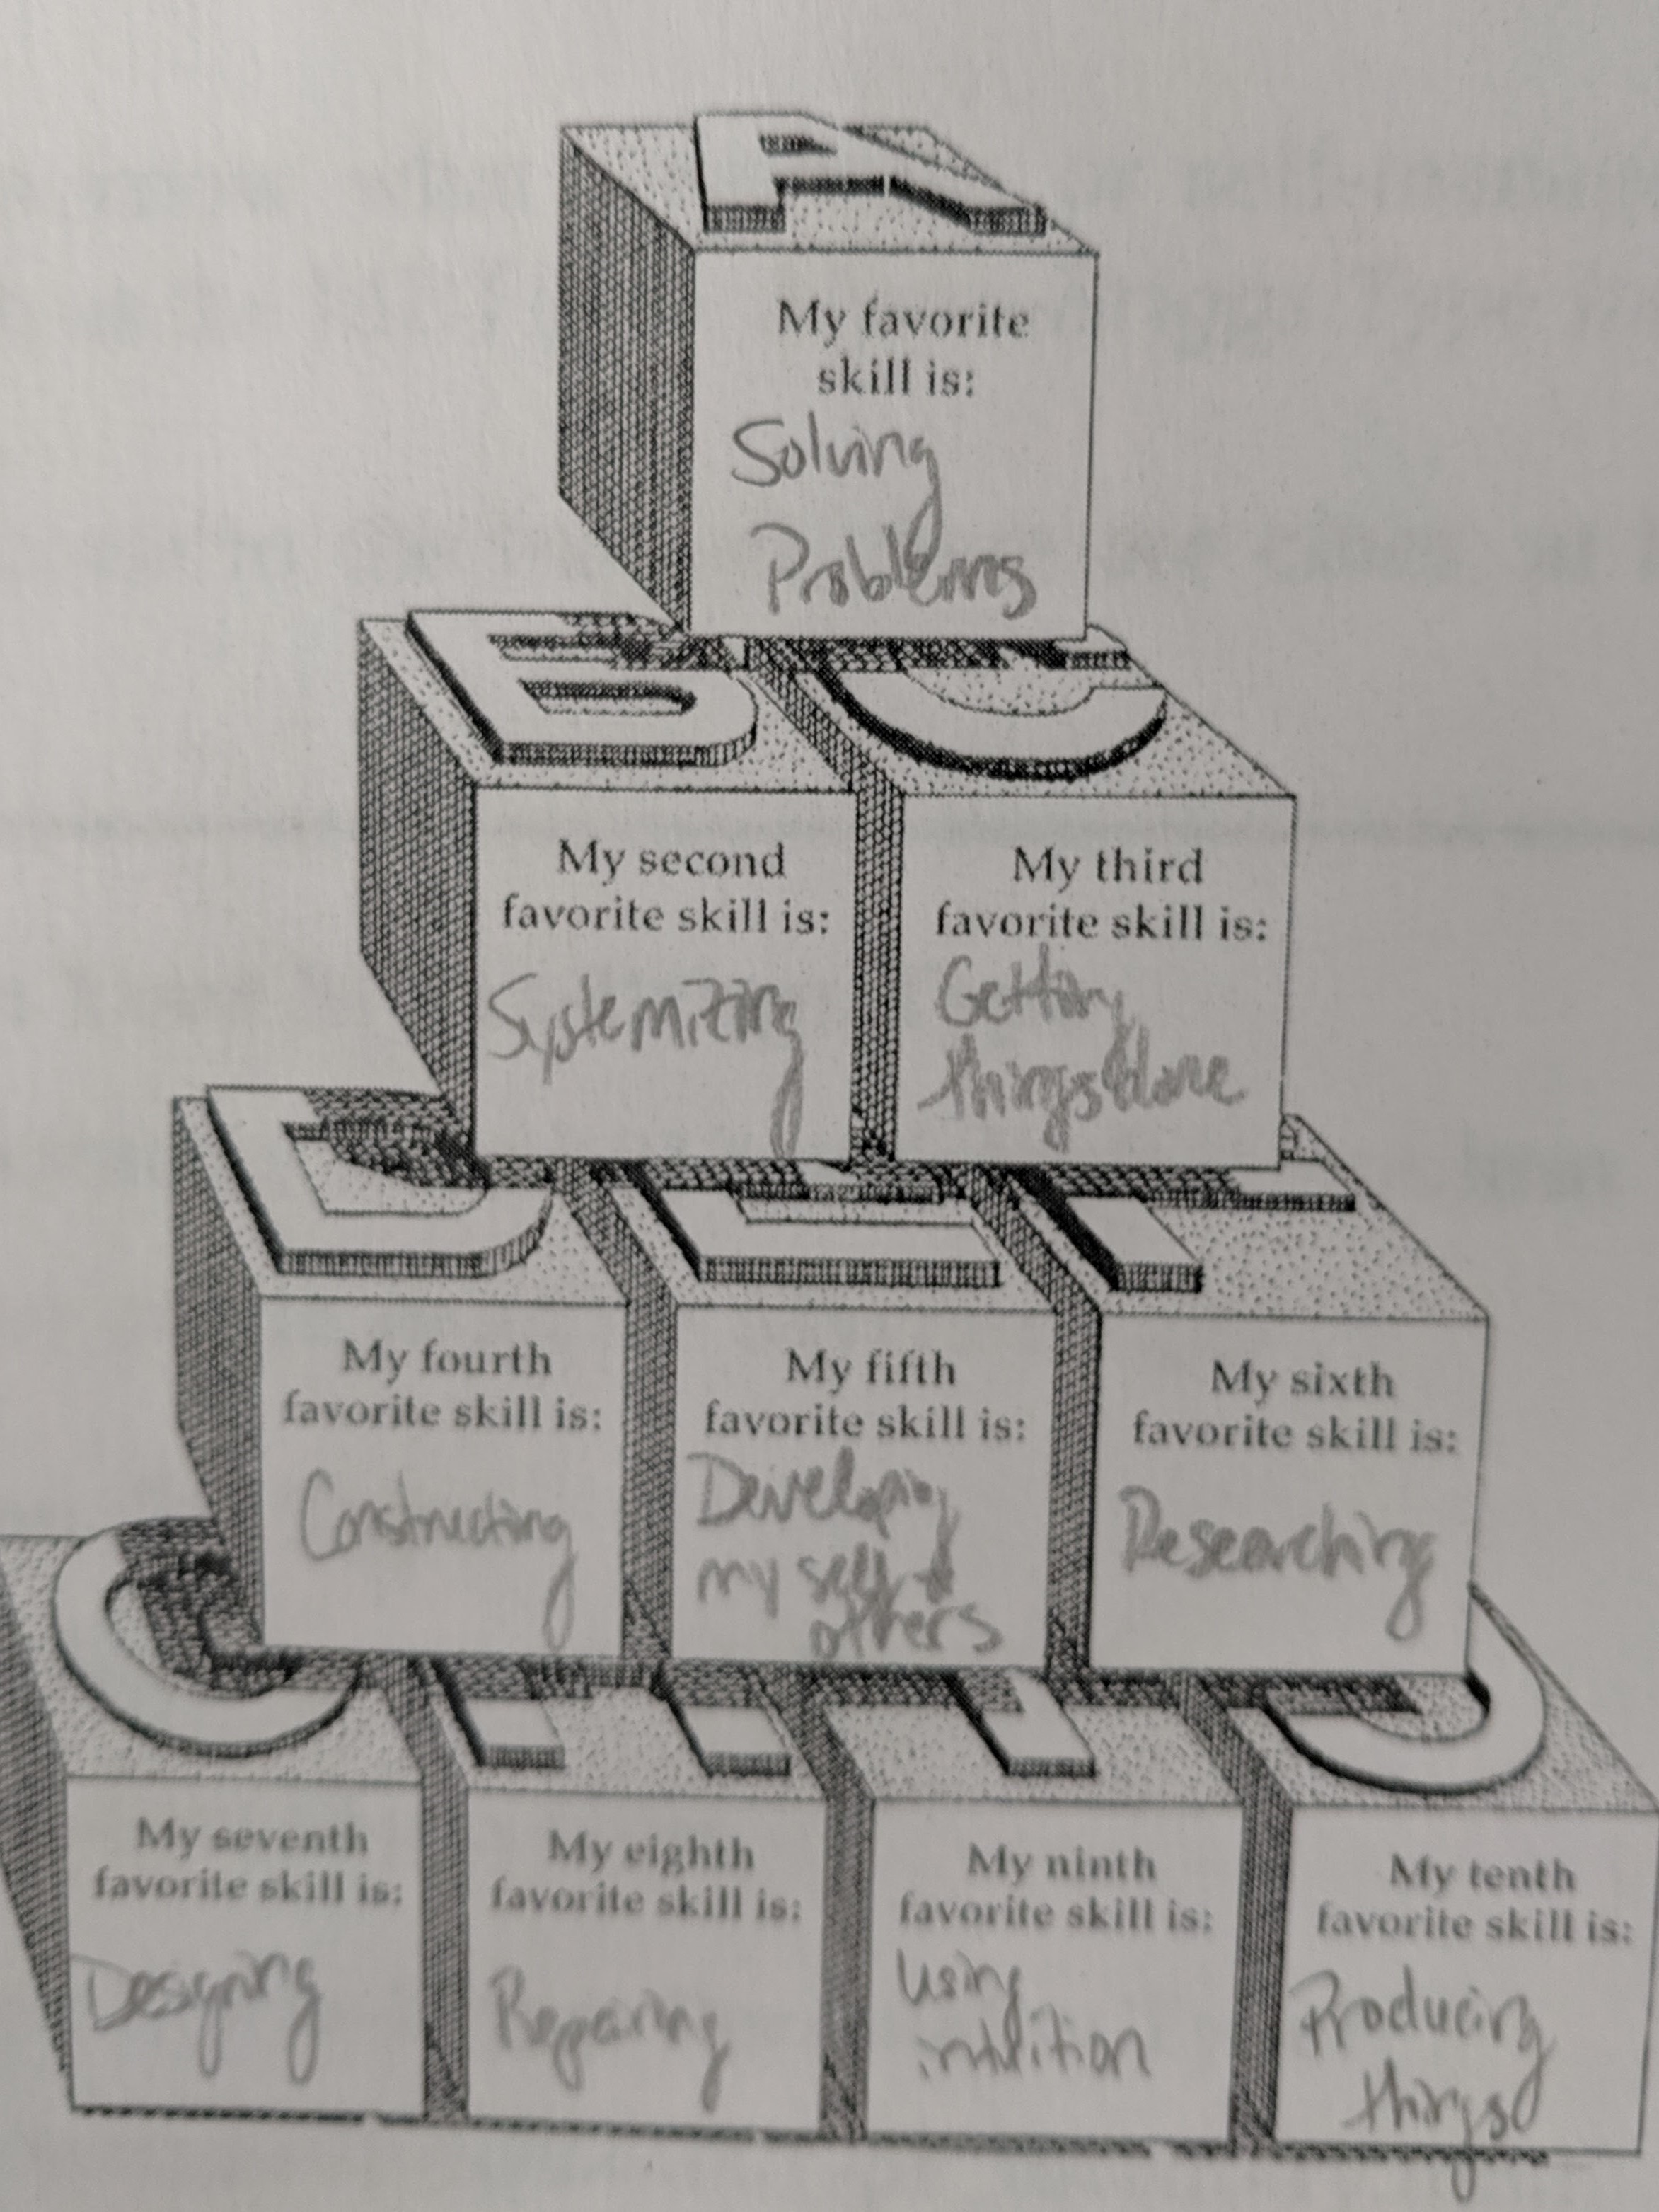 A
My favorite
skill is:
Solving
Problems
B
C
My second
favorite skill is:
Systemizing
My third
favorite skill is:
Getting
things done
D
E
F
My fourth
favorite skill is:
Constructing
My fifth
favorite skill is:
Developing
my self &
others
My sixth
favorite skill is:
Researching
G
H
I
J
My seventh
favorite skill is:
Designing
My eighth
favorite skill is:
Repairing
My ninth
favorite skill is:
Using
intuition
My tenth
favorite skill is:
Producing
things